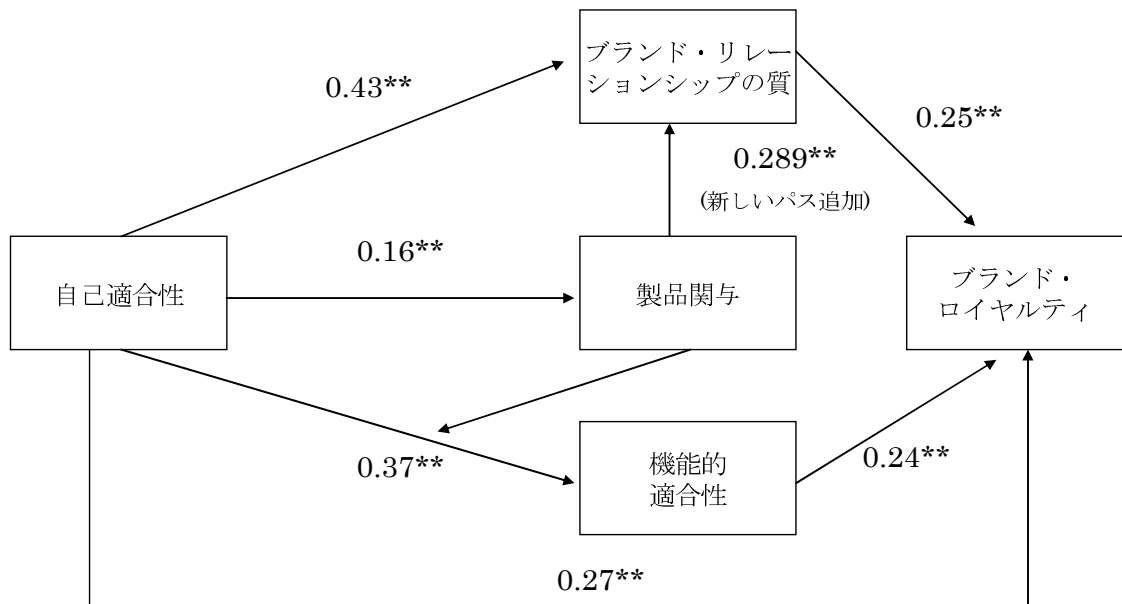 ブランド・リレー
ションシップの質
0.43**
0.25**
0.289**
(新しいパス追加)
0.16**
自己適合性
製品関与
ブランド・
ロイヤルティ
0.37**
機能的
適合性
0.24**
0.27**